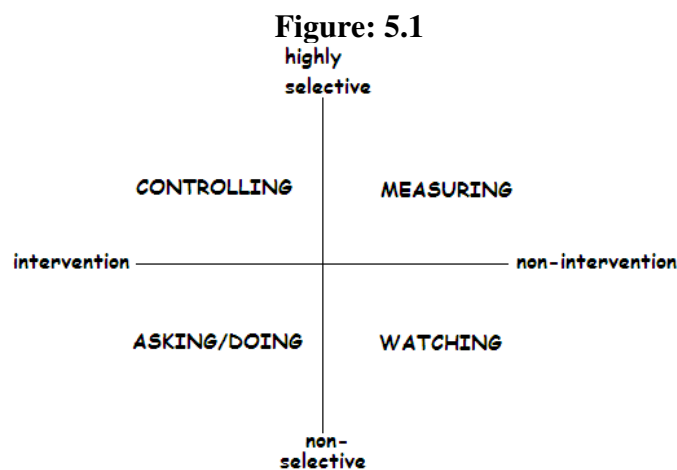 Figure: 5.1
highly
selective
CONTROLLING MEASURING
intervention non-intervention
ASKING/DOING WATCHING
non-
selective